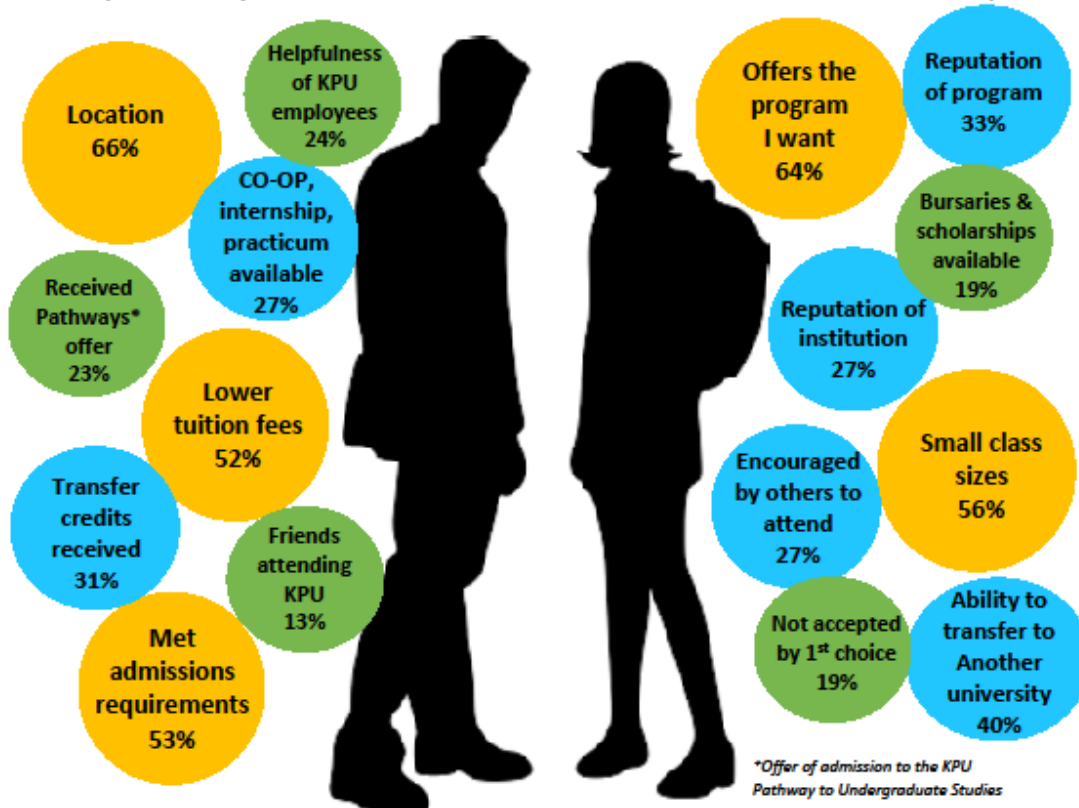 Location
66%
Helpfulness
of KPU
employees
24%
CO-OP,
internship,
practicum
available
27%
Received
Pathways*
offer
23%
Lower
tuition fees
52%
Transfer
credits
received
31%
Friends
attending
KPU
13%
Met
admissions
requirements
53%
Offers the
program
I want
64%
Reputation
of program
33%
Bursaries &
scholarships
available
19%
Reputation of
institution
27%
Small class
sizes
56%
Encouraged
by others to
attend
27%
Not accepted
by 1st choice
19%
Ability to
transfer to
Another
university
40%
*Offer of admission to the KPU
Pathway to Undergraduate Studies